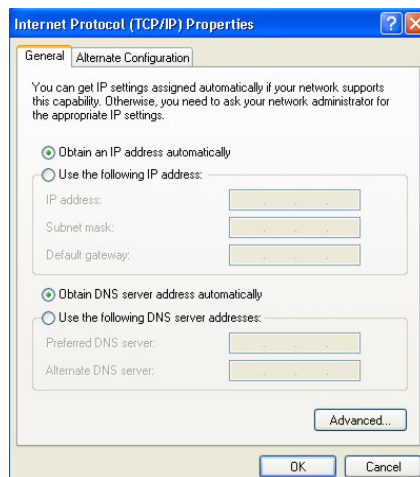 Internet Protocol (TCP/IP) Properties
General
Alternate Configuration
You can get IP settings assigned automatically if your network supports
this capability. Otherwise, you need to ask your network administrator for
the appropriate IP settings.
Obtain an IP address automatically
Use the following IP address:
IP address:
Subnet mask:
Default gateway:
Obtain DNS server address automatically
Use the following DNS server addresses:
Preferred DNS server:
Alternate DNS server:
Advanced...
OK
Cancel